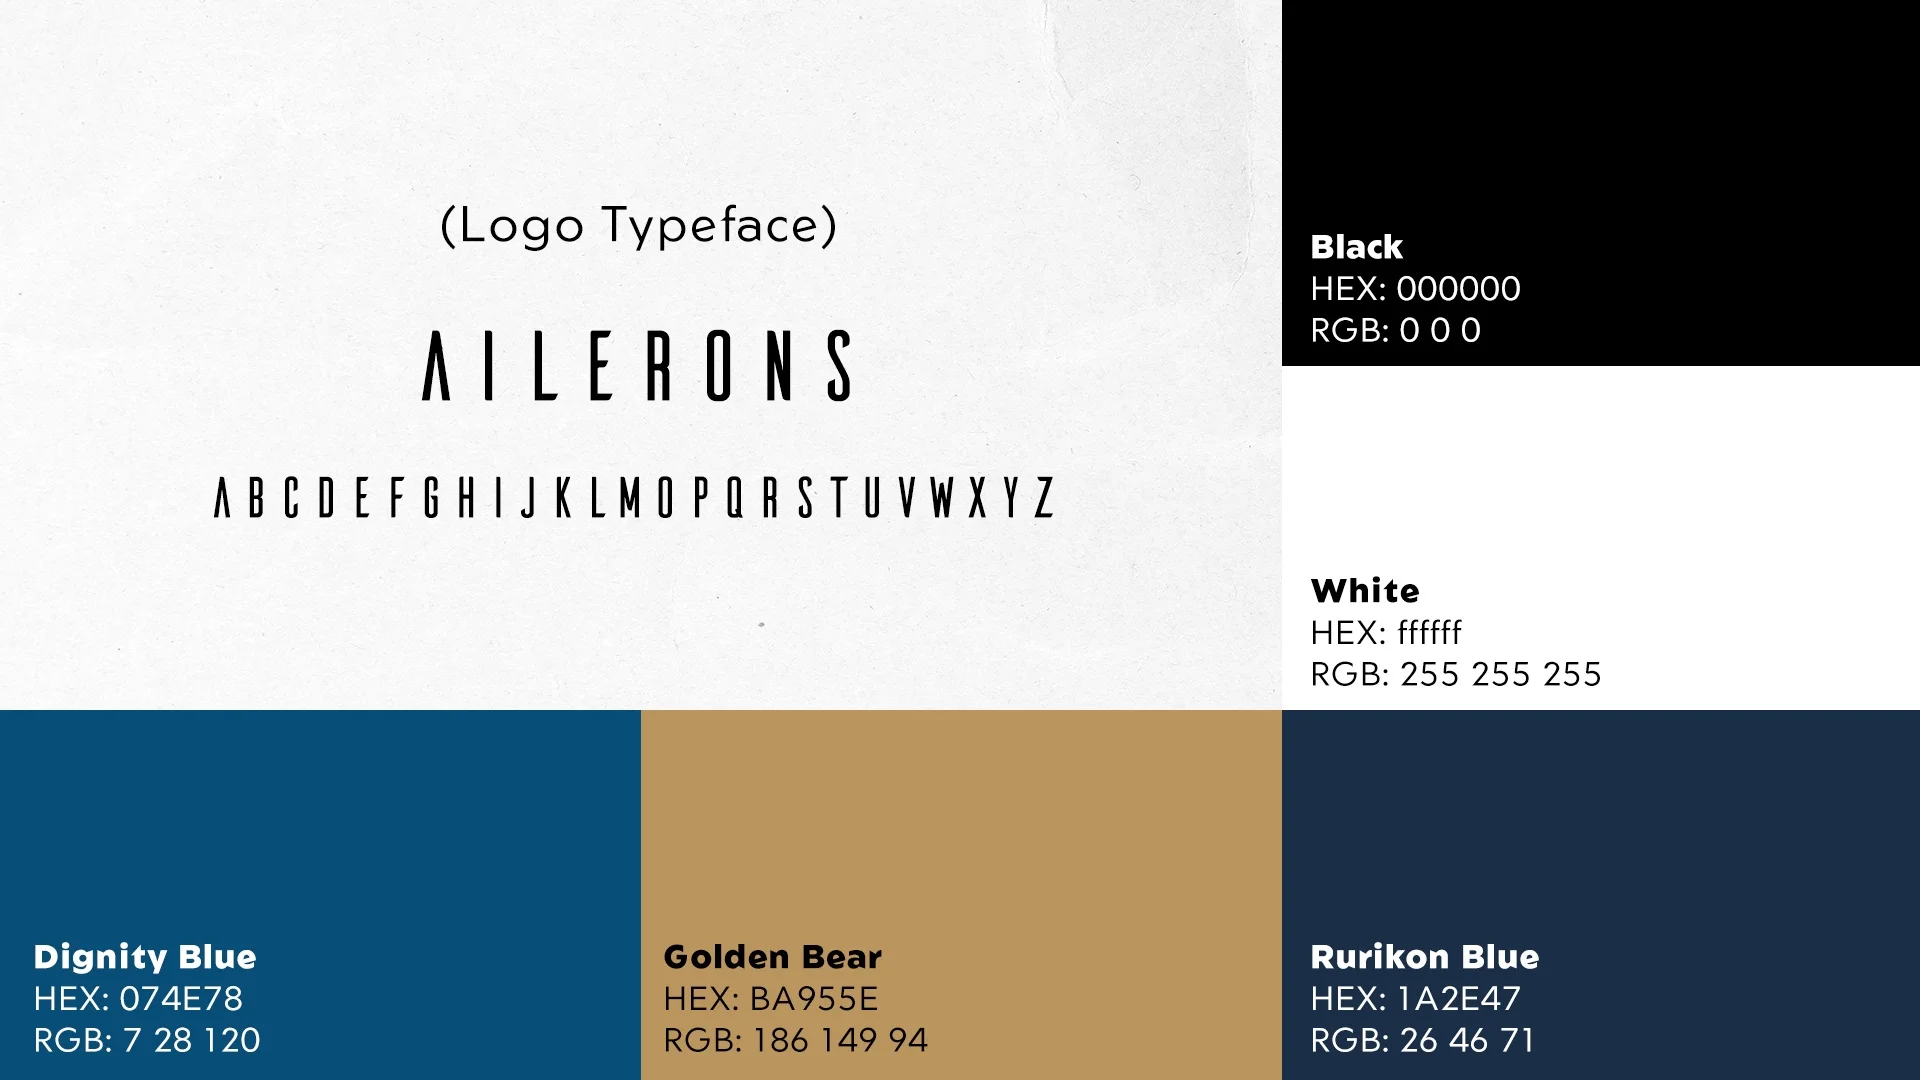 (Logo Typeface)
AILERONS
ABCDEFGHIJKLMOPQRSTUVWXYZ
Black
HEX: 000000
RGB: 0 0 0
White
HEX: ffffff
RGB: 255 255 255
Dignity Blue
HEX: 074E78
RGB: 7 28 120
Golden Bear
HEX: BA955E
RGB: 186 149 94
Rurikon Blue
HEX: 1A2E47
RGB: 26 46 71